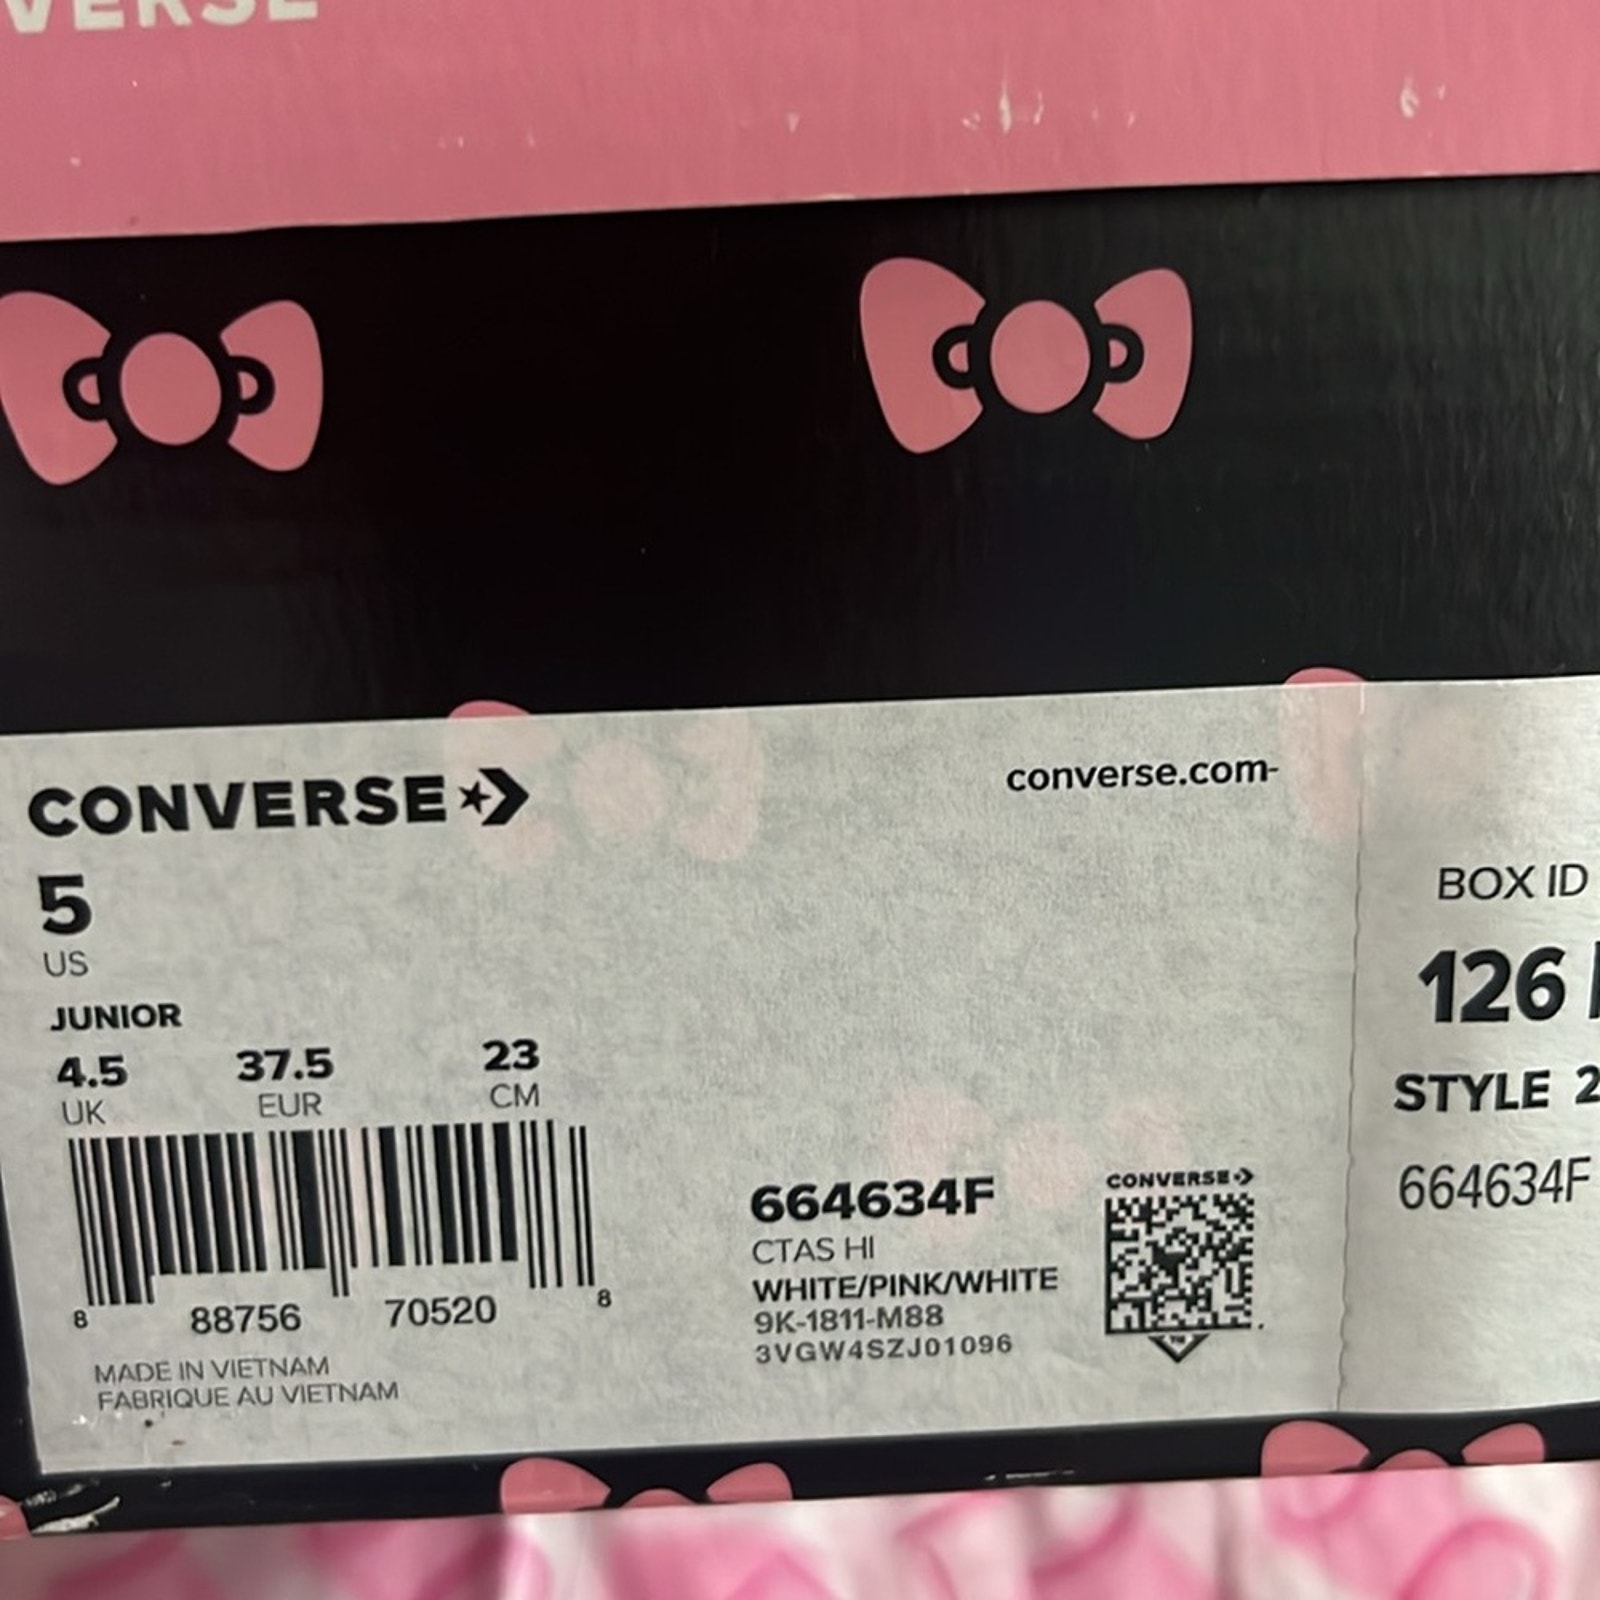 CONVERSE
converse.com
5
US
JUNIOR
4.5 37.5 23
UK EUR CM
8 88756 70520 8
MADE IN VIETNAM
FABRIQUE AU VIETNAM
664634F
CTAS HI
WHITE/PINK/WHITE
9K-1811-M88
3VGW4SZJ01096
CONVERSE
BOX ID
126
STYLE 2
664634F